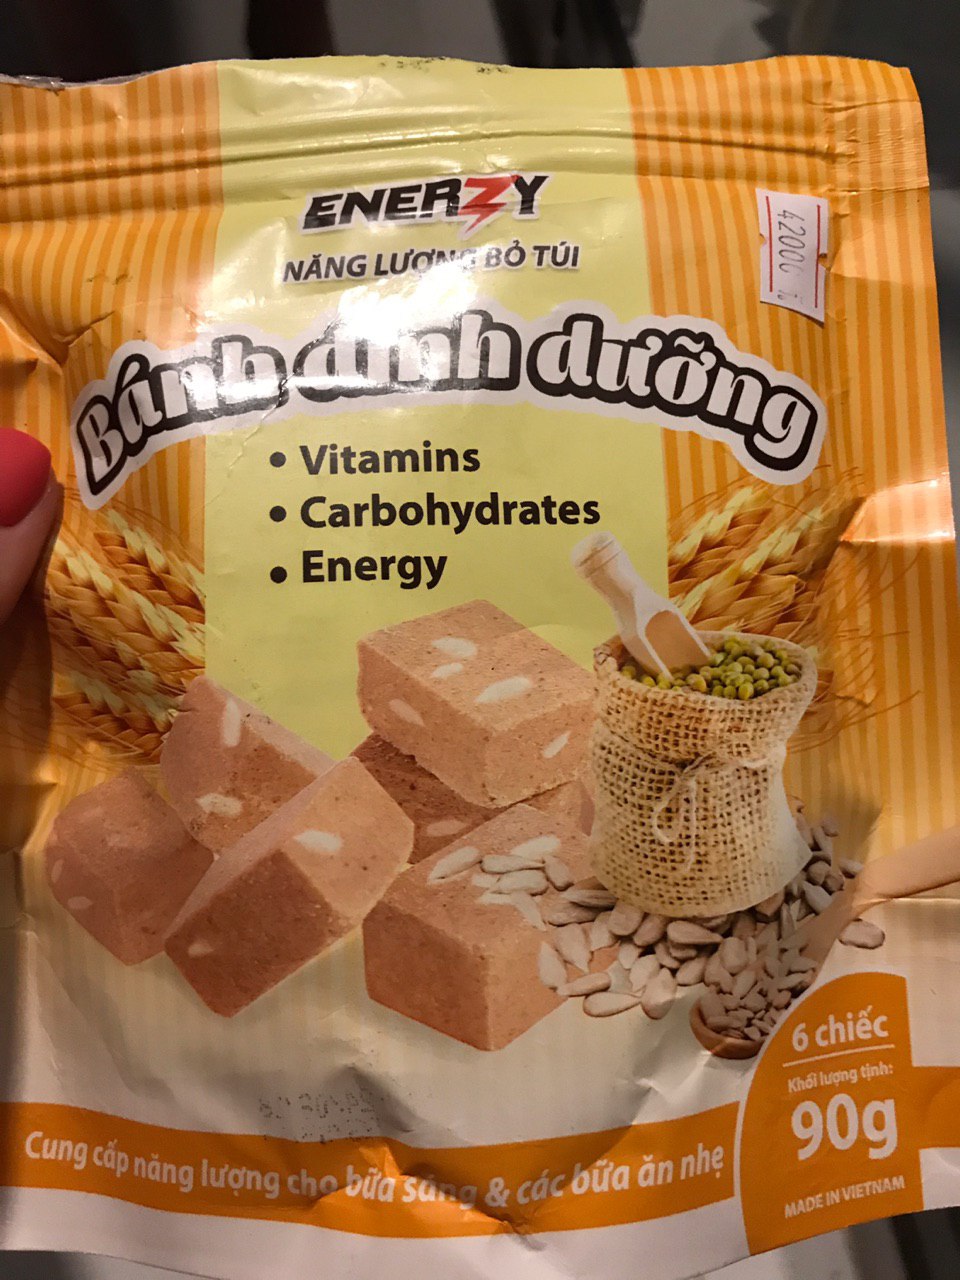 ENERZY
NĂNG LƯỢNG BỎ TÚI
42000
Bánh dinh dưỡng
• Vitamins
• Carbohydrates
• Energy
6 chiếc
Khối lượng tịnh:
90g
MADE IN VIETNAM
Cung cấp năng lượng cho bữa sáng & các bữa ăn nhẹ